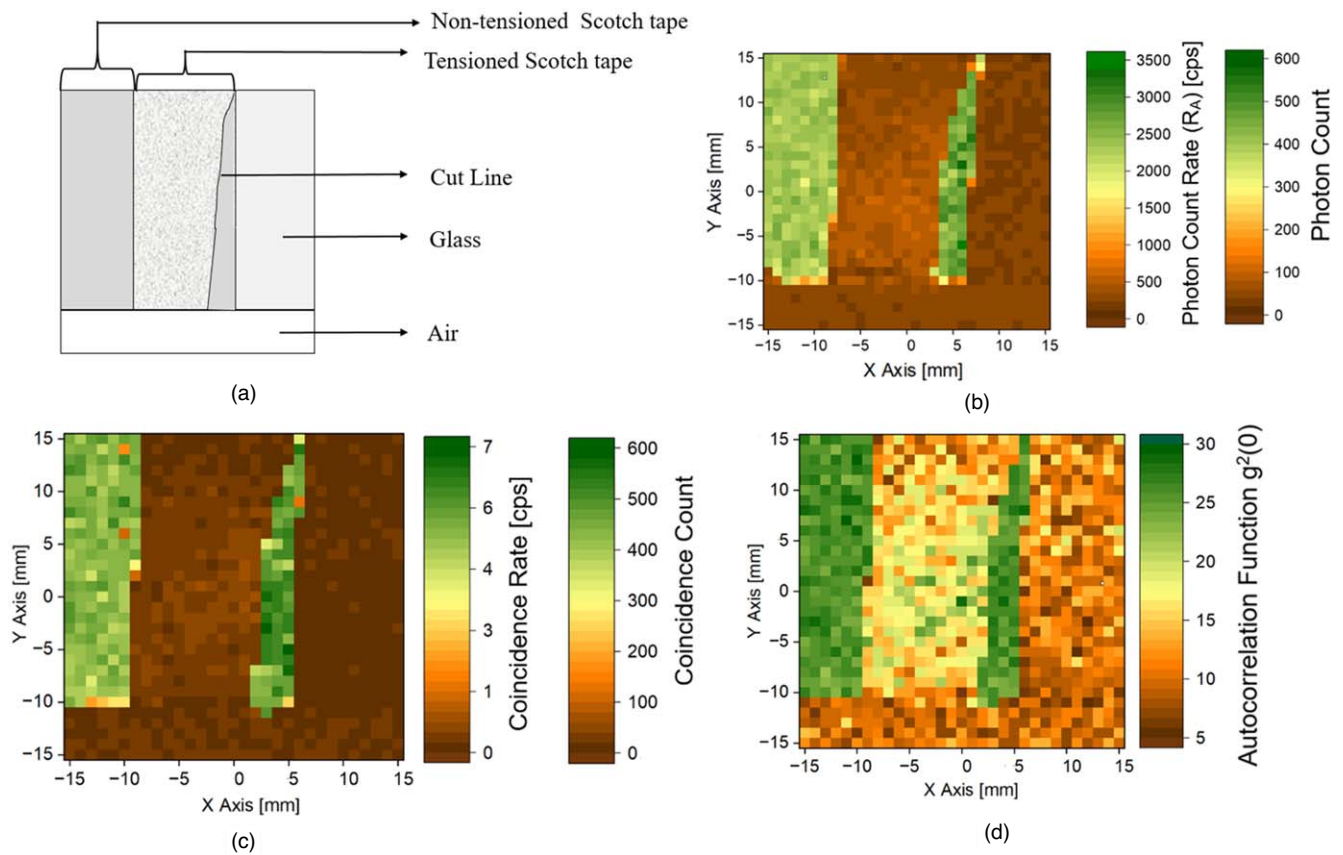 Non-tensioned Scotch tape
Tensioned Scotch tape
Cut Line
Glass
Air
(a)
15
10
5
0
−5
−10
−15
Y Axis [mm]
−15 −10 −5 0 5 10 15
X Axis [mm]
3500
3000
2500
2000
1500
1000
500
0
Photon Count Rate (RA) [cps]
600
500
400
300
200
100
0
Photon Count
(b)
15
10
5
0
−5
−10
−15
Y Axis [mm]
−15 −10 −5 0 5 10 15
X Axis [mm]
7
6
4
3
1
0
Coincidence Rate [cps]
600
500
400
300
200
100
0
Coincidence Count
(c)
15
10
5
0
−5
−10
−15
Y Axis [mm]
−15 −10 −5 0 5 10 15
X Axis [mm]
30
25
20
15
10
5
Autocorrelation Function g²(0)
(d)